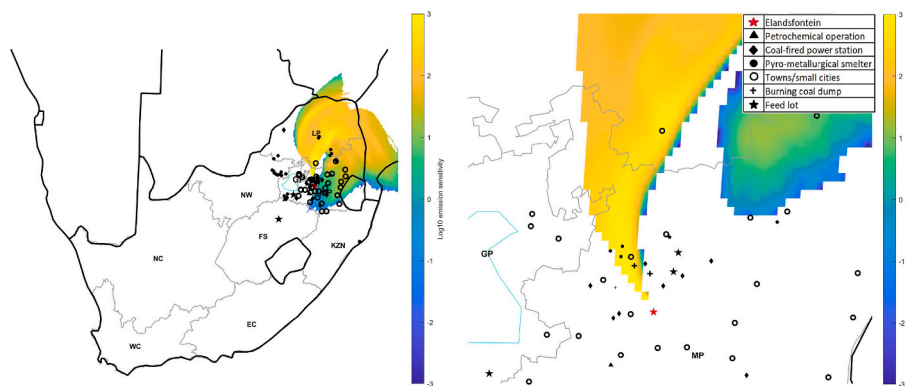 LP
GP
NW
FS
KZN
NC
EC
WC
3
2
1
0
-1
-2
-3
Log10 emission sensitivity
GP
MP
Elandsfontein
Petrochemical operation
Coal-fired power station
Pyro-metallurgical smelter
Towns/small cities
Burning coal dump
Feed lot
3
2
1
0
-1
-2
-3